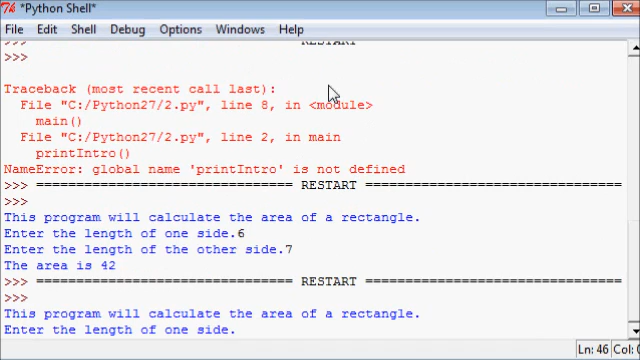 *Python Shell*
File Edit Shell Debug Options Windows Help
>>> ================================ RESTART ================================
>>>
Traceback (most recent call last):
File "C:/Python27/2.py", line 8, in <module>
main()
File "C:/Python27/2.py", line 2, in main
printIntro()
NameError: global name 'printIntro' is not defined
>>> ================================ RESTART ================================
>>>
This program will calculate the area of a rectangle.
Enter the length of one side.6
Enter the length of the other side.7
The area is 42
>>> ================================ RESTART ================================
>>>
This program will calculate the area of a rectangle.
Enter the length of one side.
Ln: 46 Col: